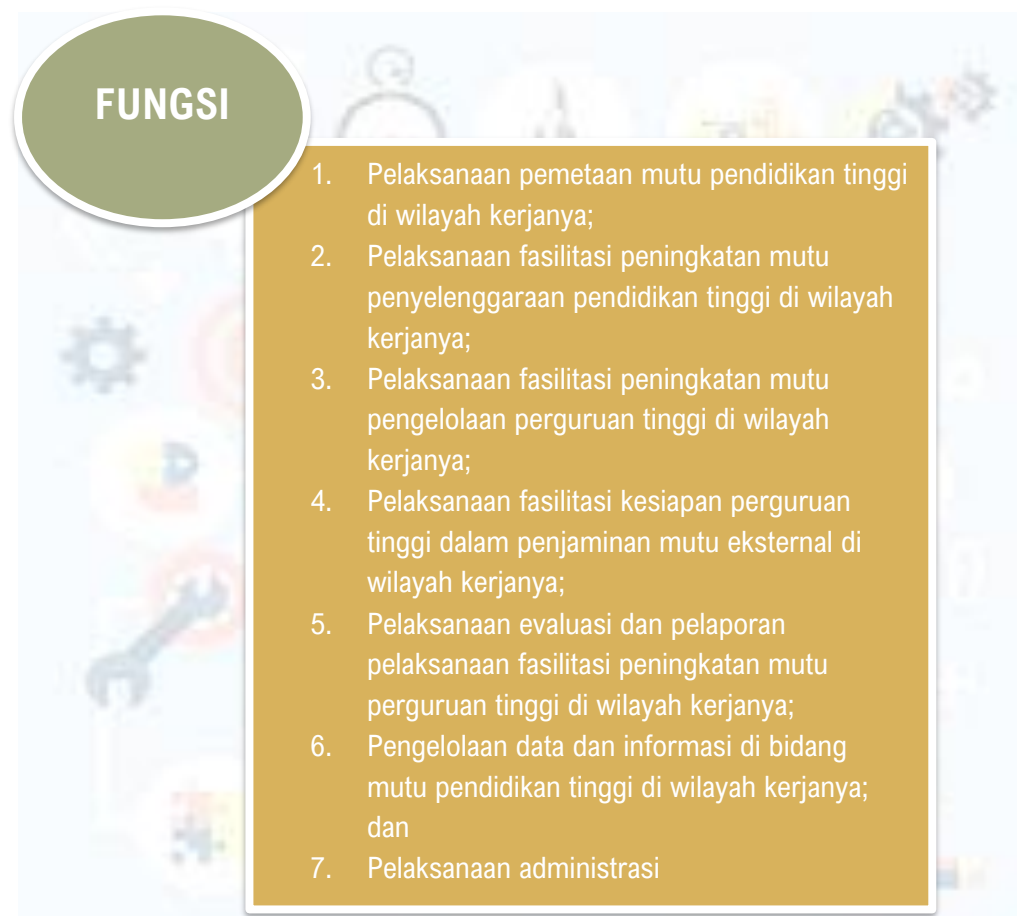 FUNGSI
1. Pelaksanaan pemetaan mutu pendidikan tinggi
di wilayah kerjanya;
2. Pelaksanaan fasilitasi peningkatan mutu
penyelenggaraan pendidikan tinggi di wilayah
kerjanya;
3. Pelaksanaan fasilitasi peningkatan mutu
pengelolaan perguruan tinggi di wilayah
kerjanya;
4. Pelaksanaan fasilitasi kesiapan perguruan
tinggi dalam penjaminan mutu eksternal di
wilayah kerjanya;
5. Pelaksanaan evaluasi dan pelaporan
pelaksanaan fasilitasi peningkatan mutu
perguruan tinggi di wilayah kerjanya;
6. Pengelolaan data dan informasi di bidang
mutu pendidikan tinggi di wilayah kerjanya;
dan
7. Pelaksanaan administrasi